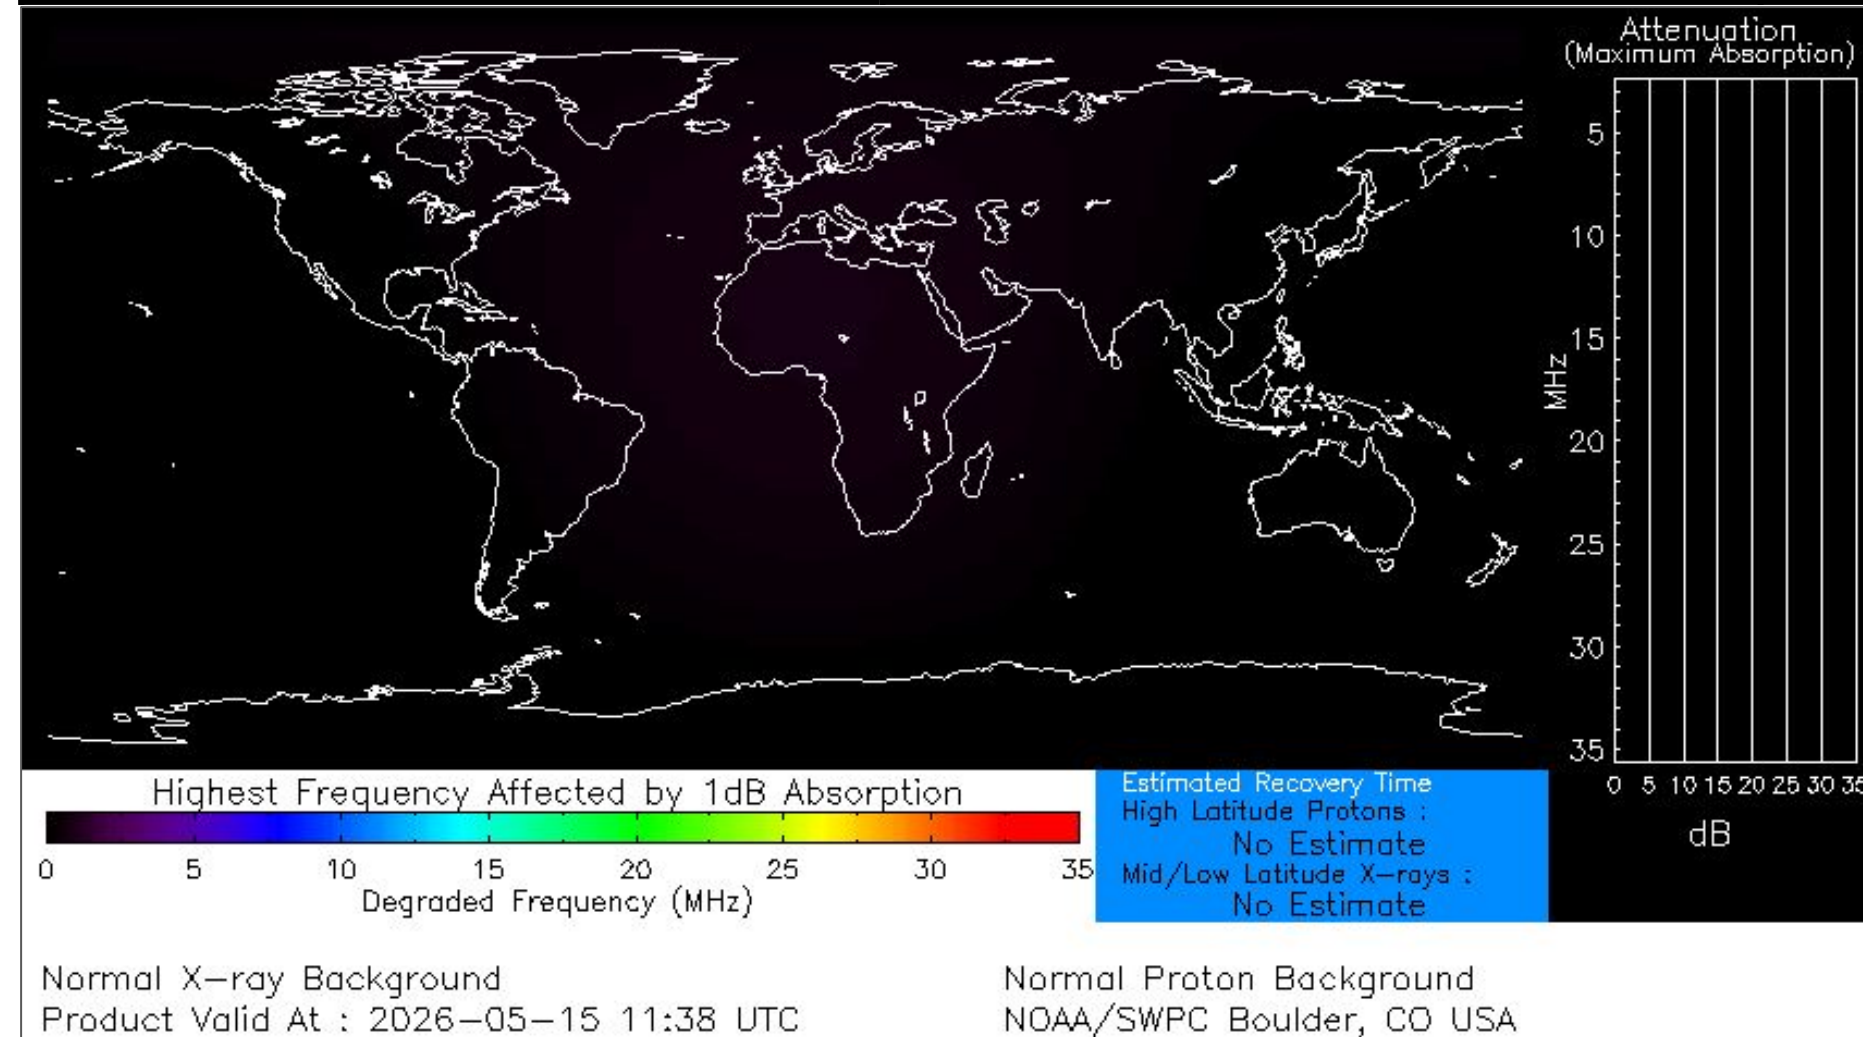 Attenuation
(Maximum Absorption)
5
10
15
20
25
30
35
MHz
0 5 10 15 20 25 30 35
dB
Highest Frequency Affected by 1dB Absorption
0 5 10 15 20 25 30 35
Degraded Frequency (MHz)
Estimated Recovery Time
High Latitude Protons :
No Estimate
Mid/Low Latitude X-rays :
No Estimate
Normal X-ray Background
Normal Proton Background
Product Valid At : 2026-05-15 11:38 UTC
NOAA/SWPC Boulder, CO USA